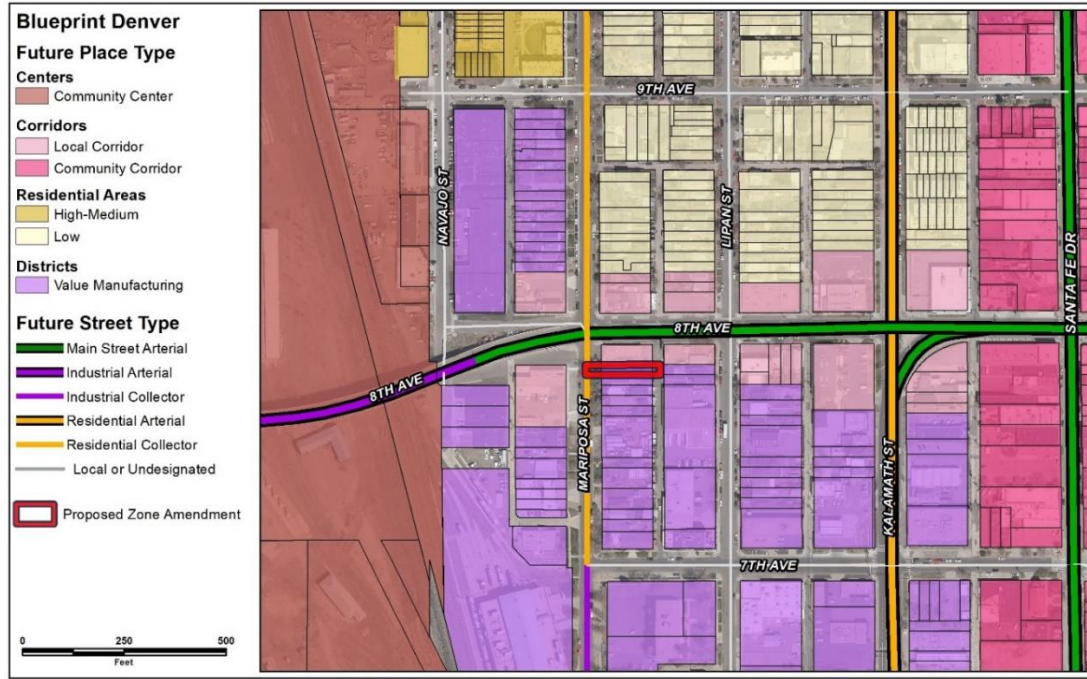 Blueprint Denver
Future Place Type
Centers
Community Center
Corridors
Local Corridor
Community Corridor
Residential Areas
High-Medium
Low
Districts
Value Manufacturing
Future Street Type
Main Street Arterial
Industrial Arterial
Industrial Collector
Residential Arterial
Residential Collector
Local or Undesignated
Proposed Zone Amendment
0 250 500
Feet
9TH AVE
NAVAJO ST
LIPAN ST
SANTA FE DR
8TH AVE
8TH AVE
MARIPOSA ST
KALAMATH ST
7TH AVE